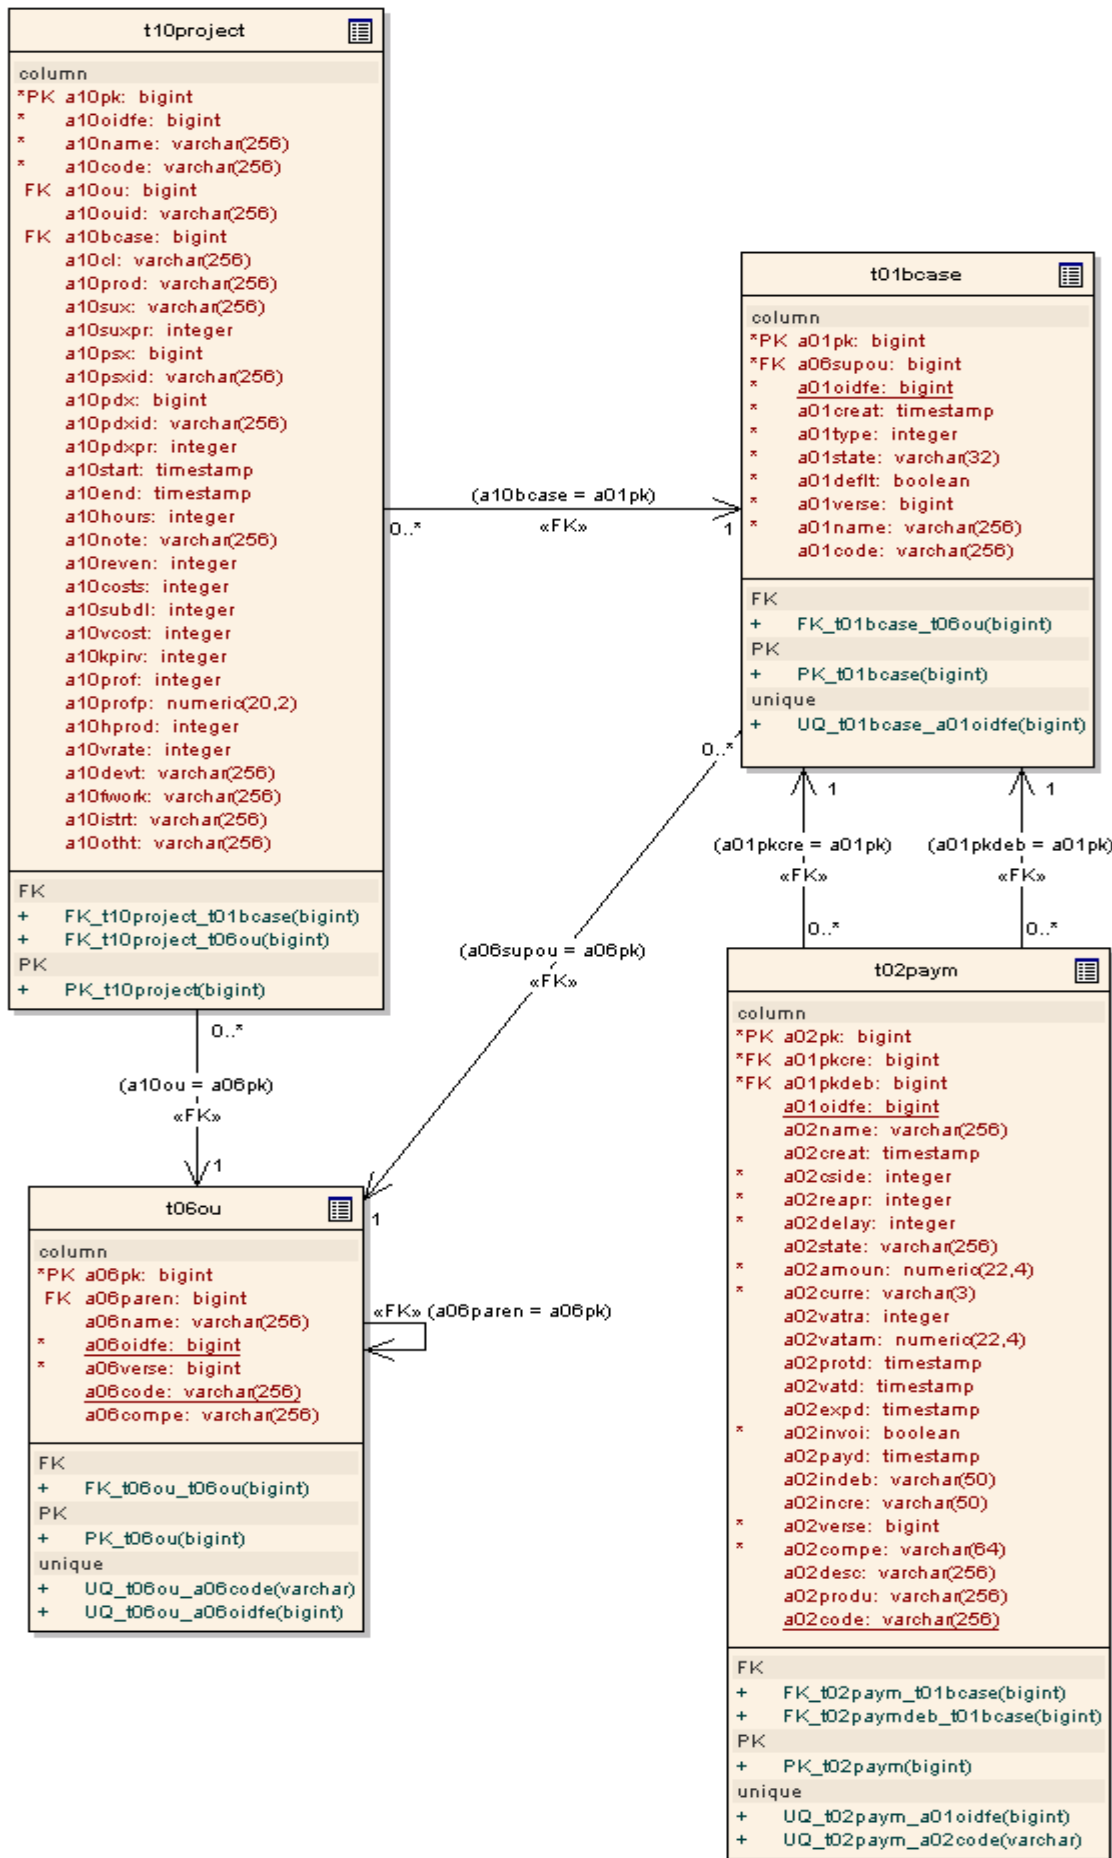 t10project
column
*PK a10pk: bigint
* a10oidfe: bigint
* a10name: varchar(256)
* a10code: varchar(256)
FK a10ou: bigint
a10ouid: varchar(256)
FK a10bcase: bigint
a10cl: varchar(256)
a10prod: varchar(256)
a10sux: varchar(256)
a10suxpr: integer
a10psx: bigint
a10psxid: varchar(256)
a10pdx: bigint
a10pdxid: varchar(256)
a10pdxpr: integer
a10start: timestamp
a10end: timestamp
a10hours: integer
a10note: varchar(256)
a10reven: integer
a10costs: integer
a10subdl: integer
a10vcost: integer
a10kpirv: integer
a10prof: integer
a10profp: numeric(20,2)
a10hprod: integer
a10vrate: integer
a10devt: varchar(256)
a10fwork: varchar(256)
a10istrt: varchar(256)
a10otht: varchar(256)
FK
+ FK_t10project_t01bcase(bigint)
+ FK_t10project_t06ou(bigint)
PK
+ PK_t10project(bigint)
(a10bcase = a01pk)
0..*
«FK»
1
t01bcase
column
*PK a01pk: bigint
*FK a06supou: bigint
* a01oidfe: bigint
* a01creat: timestamp
* a01type: integer
* a01state: varchar(32)
* a01deflt: boolean
* a01verse: bigint
* a01name: varchar(256)
a01code: varchar(256)
FK
+ FK_t01bcase_t06ou(bigint)
PK
+ PK_t01bcase(bigint)
unique
+ UQ_t01bcase_a01oidfe(bigint)
0..*
(a06supou = a06pk)
«FK»
1
1
(a01pkcre = a01pk)
«FK»
0..*
1
(a01pkdeb = a01pk)
«FK»
0..*
0..*
(a10ou = a06pk)
«FK»
1
t06ou
column
*PK a06pk: bigint
FK a06paren: bigint
a06name: varchar(256)
* a06oidfe: bigint
* a06verse: bigint
a06code: varchar(256)
a06compe: varchar(256)
FK
+ FK_t06ou_t06ou(bigint)
PK
+ PK_t06ou(bigint)
unique
+ UQ_t06ou_a06code(varchar)
+ UQ_t06ou_a06oidfe(bigint)
«FK» (a06paren = a06pk)
t02paym
column
*PK a02pk: bigint
*FK a01pkcre: bigint
*FK a01pkdeb: bigint
a01oidfe: bigint
a02name: varchar(256)
a02creat: timestamp
* a02cside: integer
* a02reapr: integer
* a02delay: integer
a02state: varchar(256)
* a02amoun: numeric(22,4)
* a02curre: varchar(3)
a02vatra: integer
a02vatam: numeric(22,4)
a02protd: timestamp
a02vatd: timestamp
a02expd: timestamp
* a02invoi: boolean
a02payd: timestamp
a02indeb: varchar(50)
a02incre: varchar(50)
* a02verse: bigint
* a02compe: varchar(64)
a02desc: varchar(256)
a02produ: varchar(256)
a02code: varchar(256)
FK
+ FK_t02paym_t01bcase(bigint)
+ FK_t02paymdeb_t01bcase(bigint)
PK
+ PK_t02paym(bigint)
unique
+ UQ_t02paym_a01oidfe(bigint)
+ UQ_t02paym_a02code(varchar)